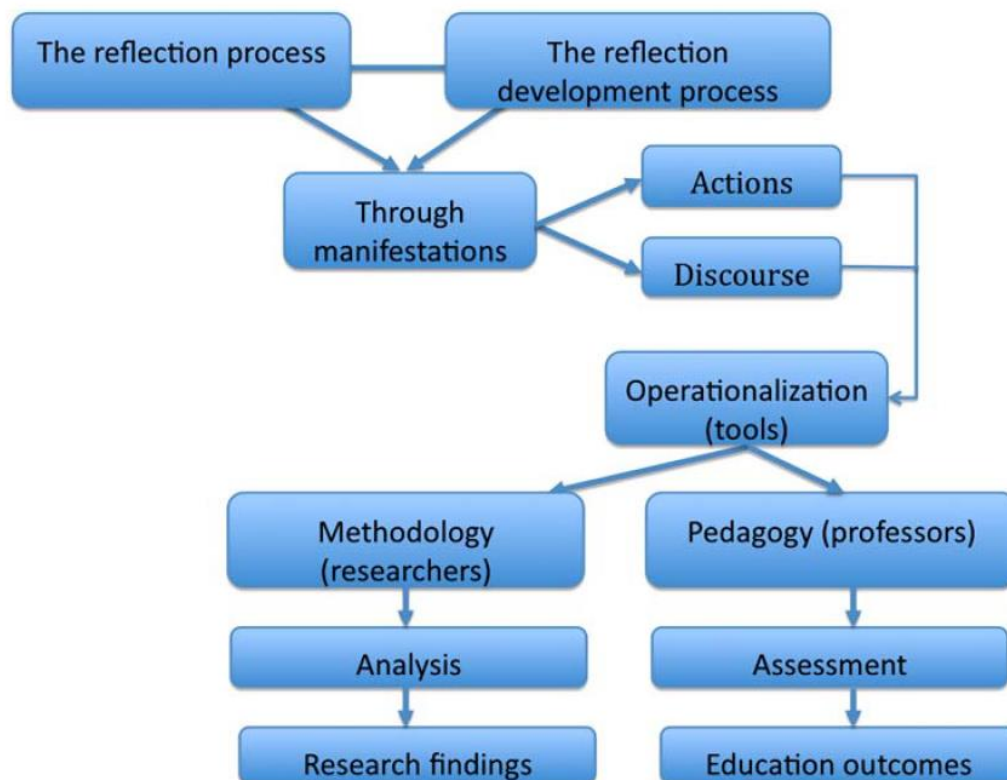 The reflection process
The reflection
development process
Through
manifestations
Actions
Discourse
Operationalization
(tools)
Methodology
(researchers)
Pedagogy (professors)
Analysis
Assessment
Research findings
Education outcomes